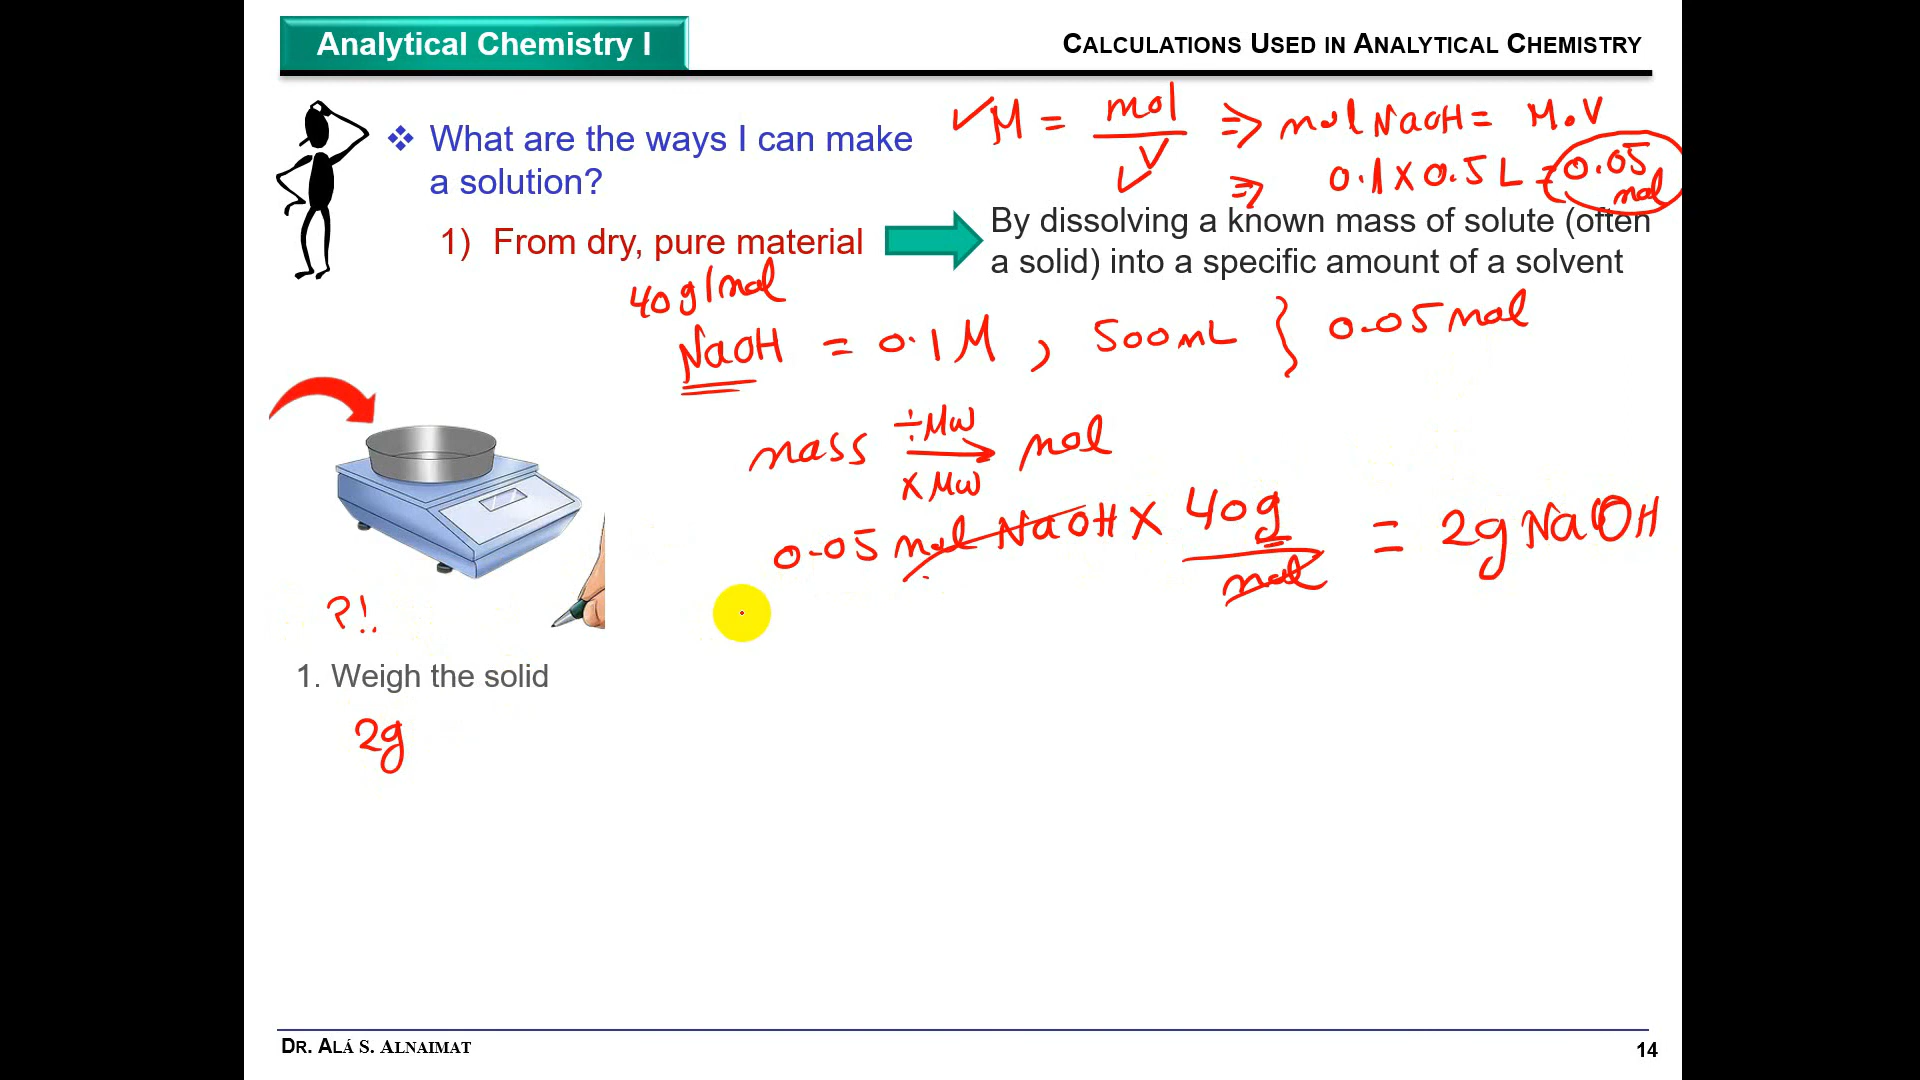 Analytical Chemistry I
CALCULATIONS USED IN ANALYTICAL CHEMISTRY
❖ What are the ways I can make
a solution?
✓M = mol / V ✓ ⇒ mol NaOH = M.V
⇒ 0.1 x 0.5 L = 0.05 mol
1) From dry, pure material
By dissolving a known mass of solute (often
a solid) into a specific amount of a solvent
40g/mol
NaOH = 0.1 M , 500 mL } 0.05 mol
mass ÷Mw → xMw mol
0.05 mol NaOH x 40g / mol = 2g NaOH
?!
1. Weigh the solid
2g
DR. ALÁ S. ALNAIMAT
14